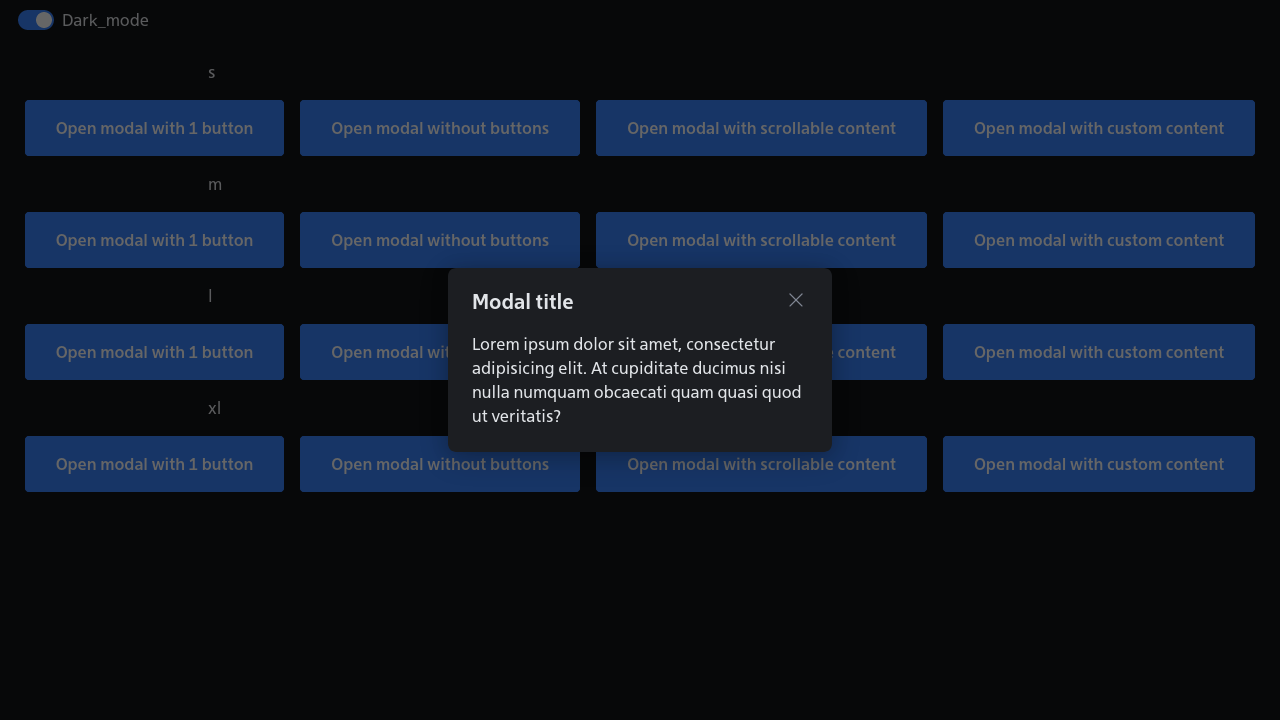 Dark_mode
s
Open modal with 1 button
Open modal without buttons
Open modal with scrollable content
Open modal with custom content
m
Open modal with 1 button
Open modal without buttons
Open modal with scrollable content
Open modal with custom content
l
Open modal with 1 button
Open modal wit
content
Open modal with custom content
Modal title
Lorem ipsum dolor sit amet, consectetur
adipisicing elit. At cupiditate ducimus nisi
nulla numquam obcaecati quam quasi quod
ut veritatis?
xl
Open modal with 1 button
Open modal without buttons
Open modal with scrollable content
Open modal with custom content